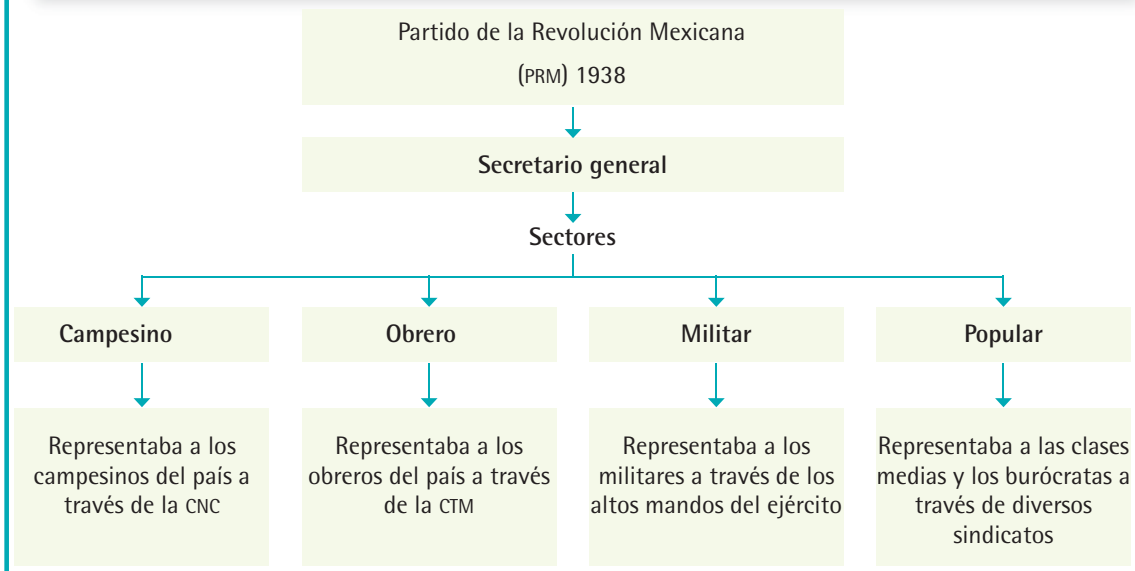 Partido de la Revolución Mexicana
(PRM) 1938
Secretario general
Sectores
Campesino
Representaba a los
campesinos del país a
través de la CNC
Obrero
Representaba a los
obreros del país a través
de la CTM
Militar
Representaba a los
militares a través de los
altos mandos del ejército
Popular
Representaba a las clases
medias y los burócratas a
través de diversos
sindicatos